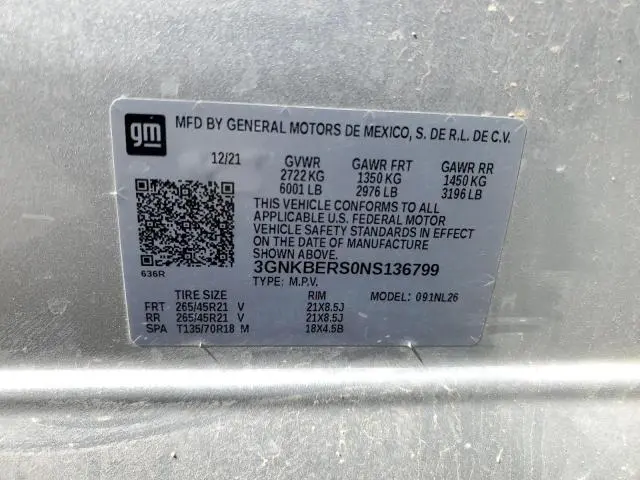 gm
MFD BY GENERAL MOTORS DE MEXICO, S. DE R.L. DE C.V.
12/21 GVWR GAWR FRT GAWR RR
2722 KG 1350 KG 1450 KG
6001 LB 2976 LB 3196 LB
THIS VEHICLE CONFORMS TO ALL
APPLICABLE U.S. FEDERAL MOTOR
VEHICLE SAFETY STANDARDS IN EFFECT
ON THE DATE OF MANUFACTURE
SHOWN ABOVE.
3GNKBERS0NS136799
636R TYPE: M.P.V.
TIRE SIZE RIM MODEL: 091NL26
FRT 265/45R21 V 21X8.5J
RR 265/45R21 V 21X8.5J
SPA T135/70R18 M 18X4.5B